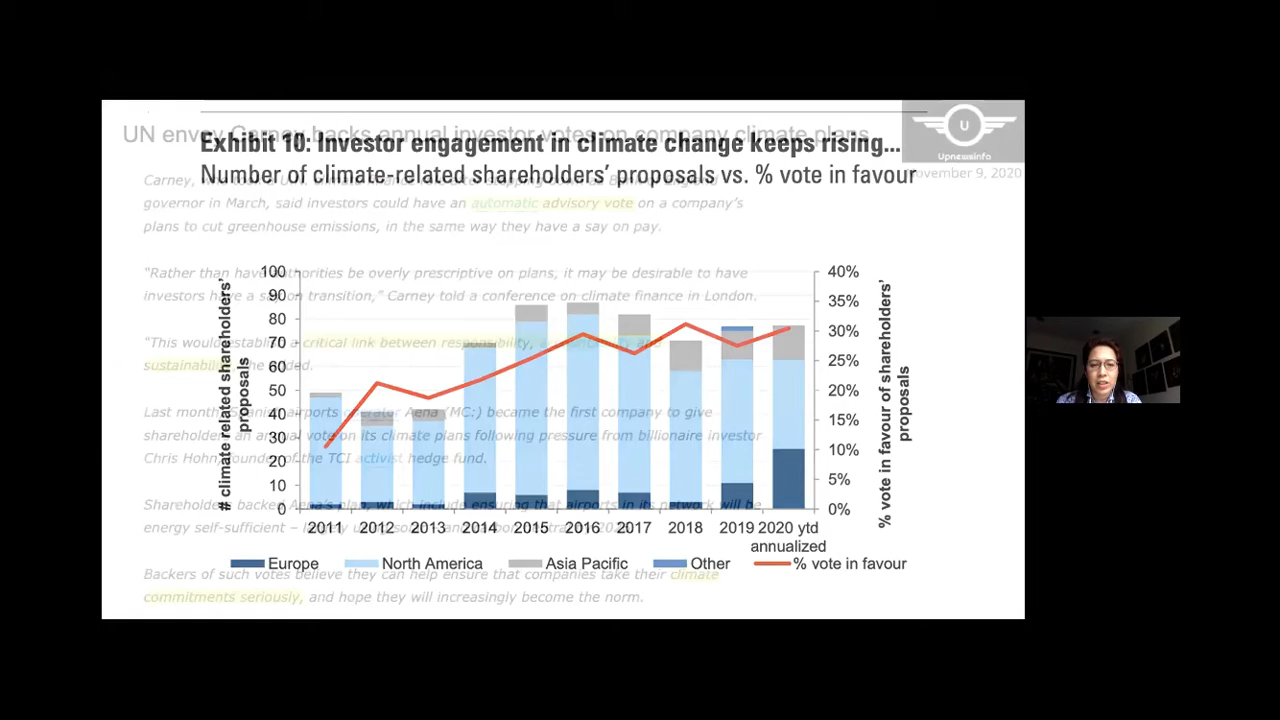 UN envoy Carney backs annual investor votes on company climate plans
Exhibit 10: Investor engagement in climate change keeps rising...
Number of climate-related shareholders' proposals vs. % vote in favour
U
Upnewsinfo
November 9, 2020
Carney,
governor in March, said investors could have an automatic advisory vote on a company's
plans to cut greenhouse emissions, in the same way they have a say on pay.
"Rather than have authorities be overly prescriptive on plans, it may be desirable to have
investors have a say on transition," Carney told a conference on climate finance in London.
"This would establish a critical link between responsibility, accountability and
sustainability," he added.
Last month Spanish airports operator Aena (MC:) became the first company to give
shareholders an annual vote on its climate plans following pressure from billionaire investor
Chris Hohn, founder of the TCI activist hedge fund.
Shareholders backed Aena's plan, which include ensuring that airports in its network will be
energy self-sufficient –
Backers of such votes believe they can help ensure that companies take their climate
commitments seriously, and hope they will increasingly become the norm.
# climate related shareholders' proposals
100
90
80
70
60
50
40
30
20
10
0
40%
35%
30%
25%
20%
15%
10%
5%
0%
% vote in favour of shareholders' proposals
2011 2012 2013 2014 2015 2016 2017 2018 2019 2020 ytd
annualized
Europe North America Asia Pacific Other % vote in favour